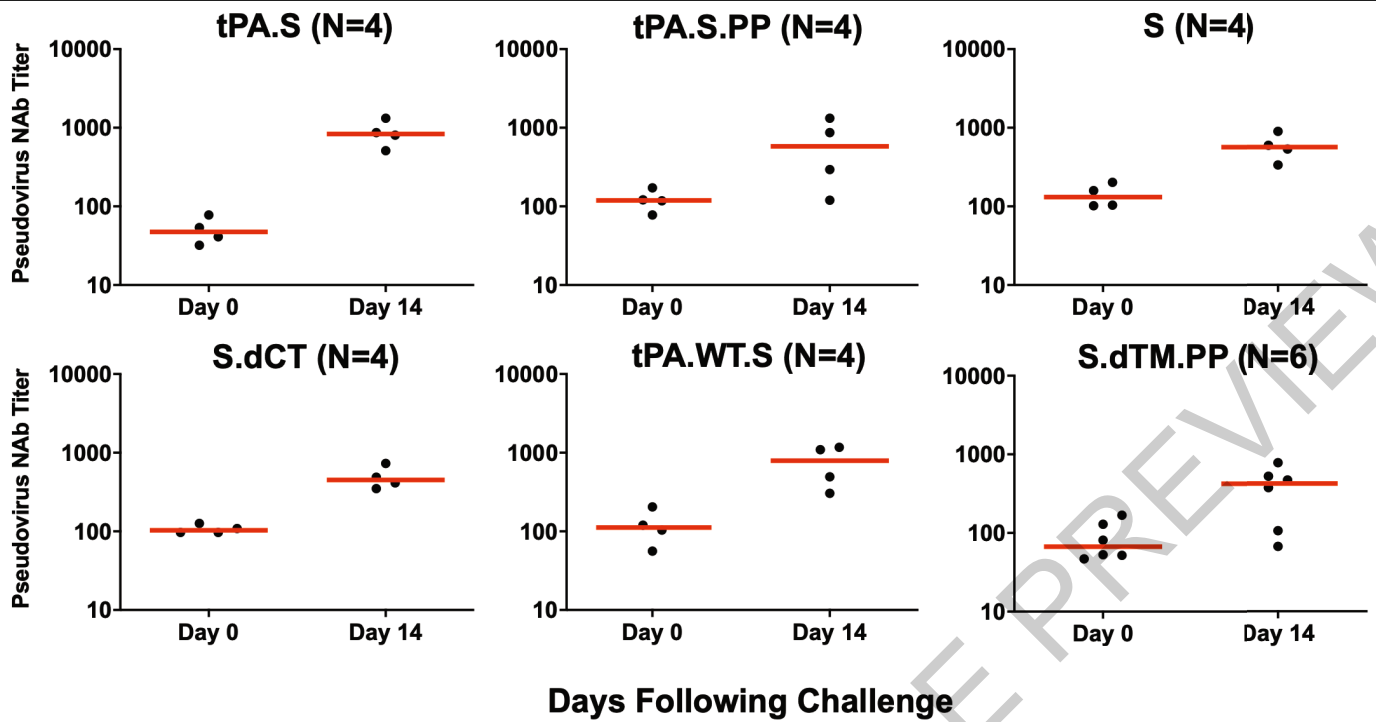 tPA.S (N=4)
Pseudovirus NAb Titer
10000
1000
100
10
Day 0 Day 14
tPA.S.PP (N=4)
10000
1000
100
10
Day 0 Day 14
S (N=4)
10000
1000
100
10
Day 0 Day 14
S.dCT (N=4)
Pseudovirus NAb Titer
10000
1000
100
10
Day 0 Day 14
tPA.WT.S (N=4)
10000
1000
100
10
Day 0 Day 14
S.dTM.PP (N=6)
10000
1000
100
10
Day 0 Day 14
Days Following Challenge
E PREVIEW